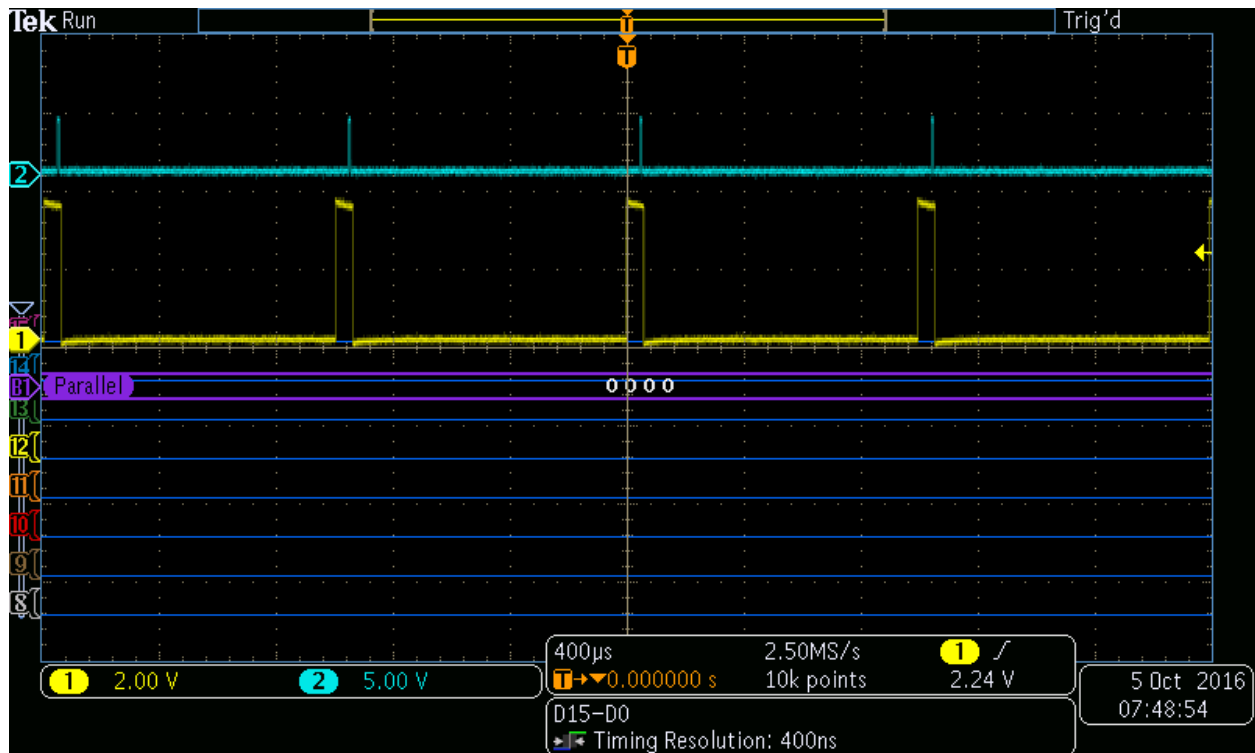 Tek Run
Trig'd
T
T
2
1
14
B1 Parallel
0000
13
12
11
10
9
8
1 2.00 V 2 5.00 V
400µs 2.50MS/s 1
T→▼0.000000 s 10k points 2.24 V
5 Oct 2016
07:48:54
D15-D0
Timing Resolution: 400ns